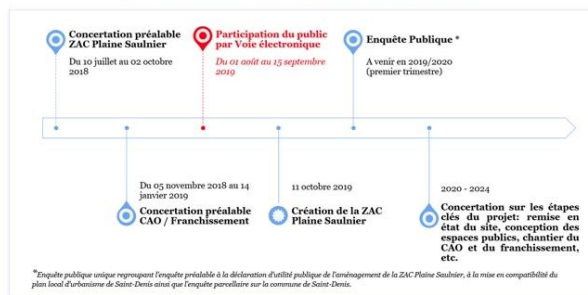 Concertation préalable
ZAC Plaine Saulnier
Du 10 juillet au 02 octobre
2018
Participation du public
par Voie électronique
Du 01 août au 15 septembre
2019
Enquête Publique *
A venir en 2019/2020
(premier trimestre)
Du 05 novembre 2018 au 14
janvier 2019
Concertation préalable
CAO / Franchissement
11 octobre 2019
Création de la ZAC
Plaine Saulnier
2020 - 2024
Concertation sur les étapes
clés du projet: remise en
état du site, conception des
espaces publics, chantier du
CAO et du franchissement,
etc.
*Enquête publique unique regroupant l'enquête préalable à la déclaration d'utilité publique de l'aménagement de la ZAC Plaine Saulnier, à la mise en compatibilité du
plan local d'urbanisme de Saint-Denis ainsi que l'enquête parcellaire sur la commune de Saint-Denis.